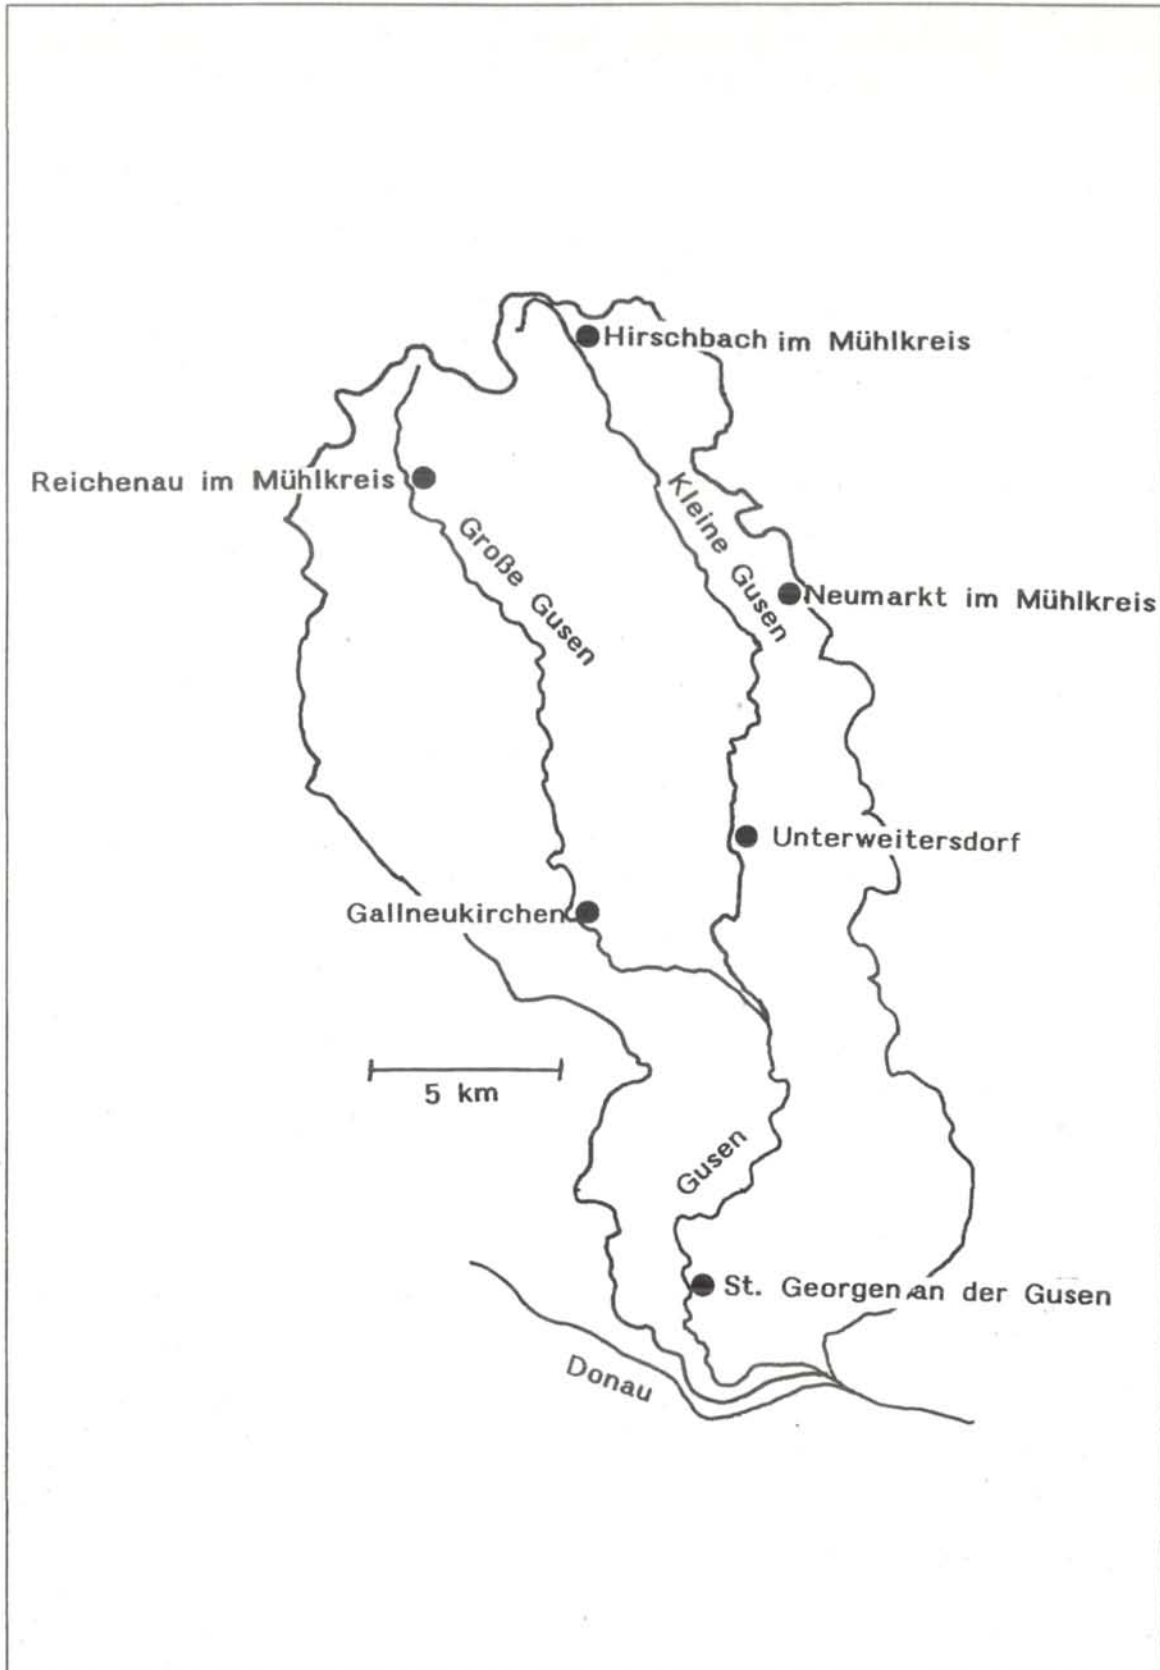 Hirschbach im Mühlkreis
Reichenau im Mühlkreis
Kleine Gusen
Große Gusen
Neumarkt im Mühlkreis
Unterweitersdorf
Gallneukirchen
5 km
Gusen
St. Georgen an der Gusen
Donau